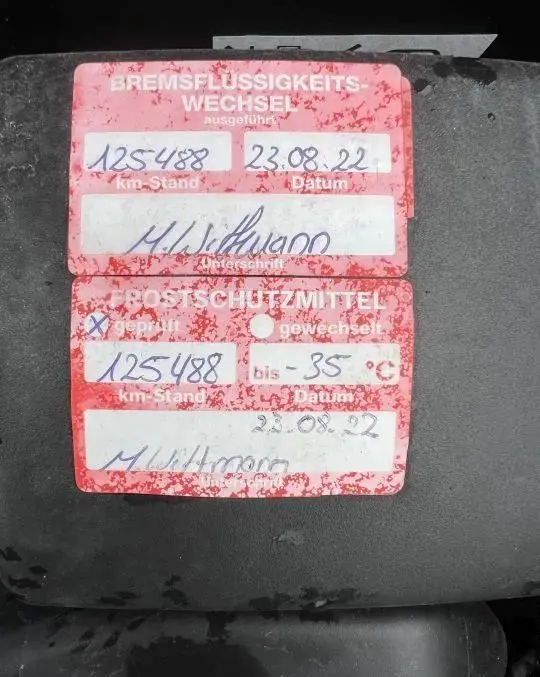 BREMSFLÜSSIGKEITS-
WECHSEL
ausgeführt
125488 23.08.22
km-Stand Datum
M. Wittmann
Unterschrift
FROSTSCHUTZMITTEL
X geprüft gewechselt
125488 bis -35 °C
km-Stand Datum
23.08.22
M. Wittmann
Unterschrift